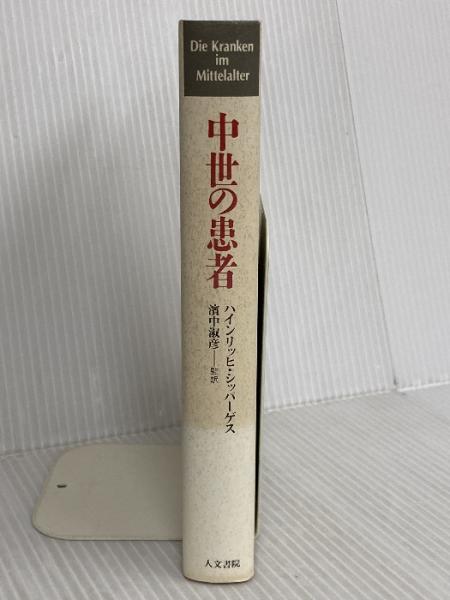 Die Kranken
im
Mittelalter
中世の患者
ハインリッヒ・シッパーゲス
濱中淑彦──監訳
人文書院